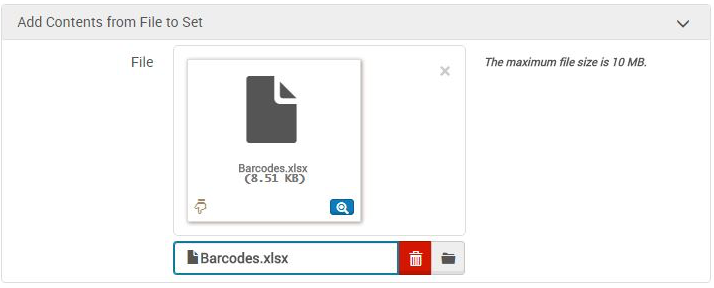 Add Contents from File to Set
File
The maximum file size is 10 MB.
Barcodes.xlsx
(8.51 KB)
Barcodes.xlsx